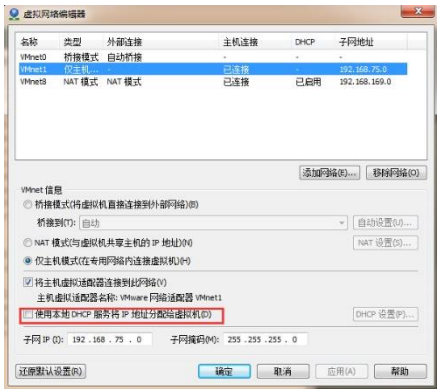 虚拟网络编辑器
名称 类型 外部连接 主机连接 DHCP 子网地址
VMnet0 桥接模式 自动桥接 - - -
VMnet1 仅主机... - 已连接 - 192.168.75.0
VMnet8 NAT 模式 NAT 模式 已连接 已启用 192.168.169.0
添加网络(E)... 移除网络(O)
VMnet 信息
桥接模式(将虚拟机直接连接到外部网络)(B)
桥接到(T): 自动 自动设置(U)...
NAT 模式(与虚拟机共享主机的 IP 地址)(N) NAT 设置(S)...
仅主机模式(在专用网络内连接虚拟机)(H)
将主机虚拟适配器连接到此网络(V)
主机虚拟适配器名称: VMware 网络适配器 VMnet1
使用本地 DHCP 服务将 IP 地址分配给虚拟机(D) DHCP 设置(P)...
子网 IP (I): 192 .168 . 75 . 0 子网掩码(M): 255 .255 .255 . 0
还原默认设置(R) 确定 取消 应用(A) 帮助